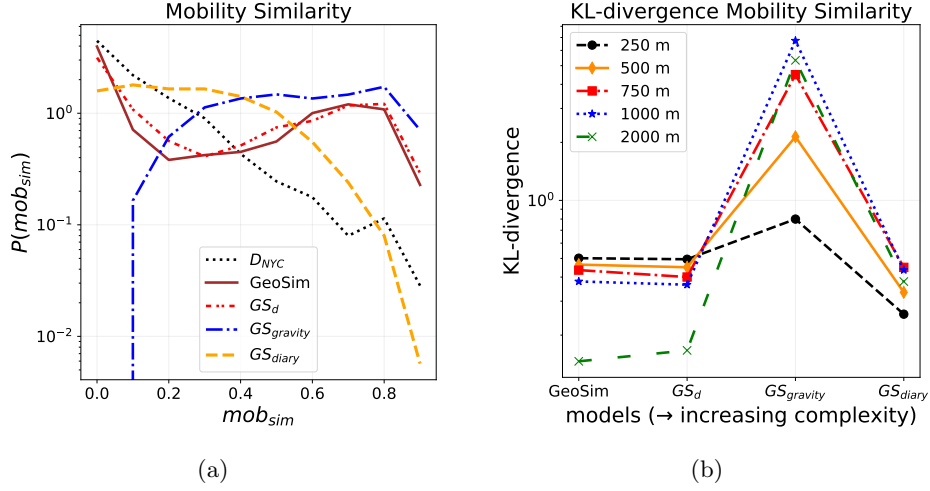 Mobility Similarity
P(mob_sim)
10^0
10^-1
10^-2
D_NYC
GeoSim
GS_d
GS_gravity
GS_diary
0.0 0.2 0.4 0.6 0.8
mob_sim
(a)
KL-divergence Mobility Similarity
KL-divergence
10^0
250 m
500 m
750 m
1000 m
2000 m
GeoSim GS_d GS_gravity GS_diary
models (→ increasing complexity)
(b)